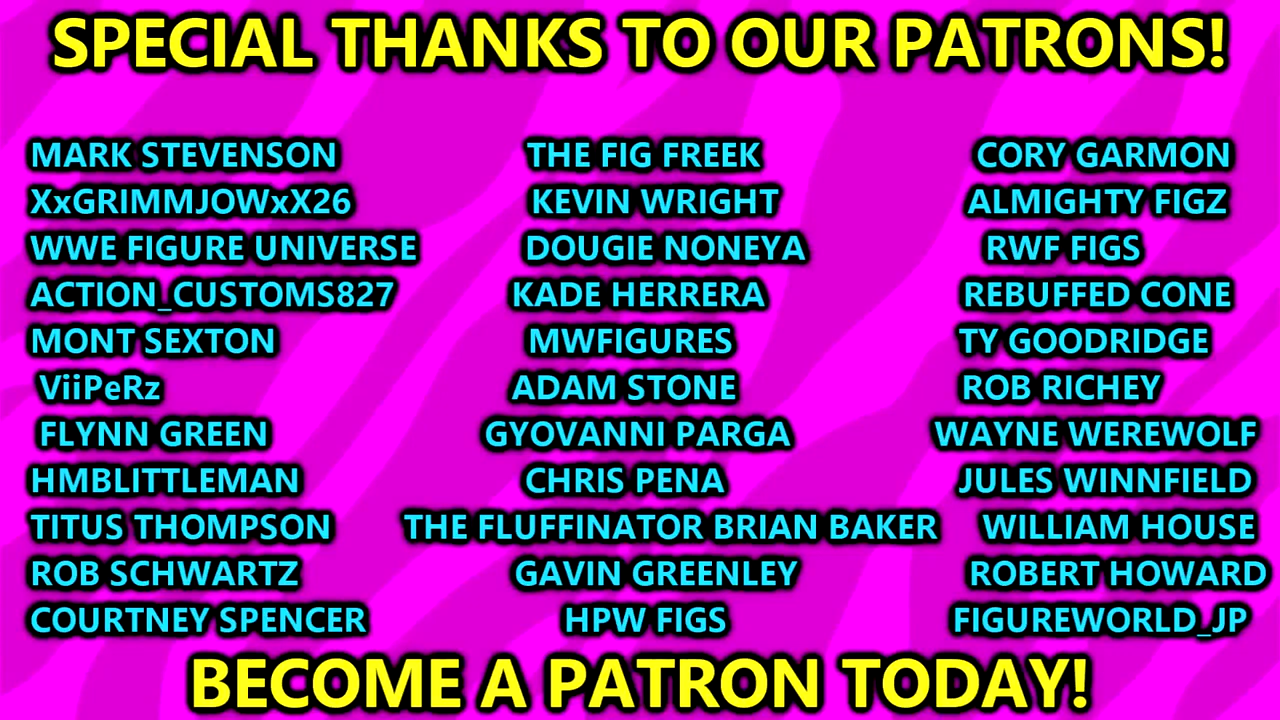 SPECIAL THANKS TO OUR PATRONS!
MARK STEVENSON THE FIG FREEK CORY GARMON
XxGRIMMJOWxX26 KEVIN WRIGHT ALMIGHTY FIGZ
WWE FIGURE UNIVERSE DOUGIE NONEYA RWF FIGS
ACTION_CUSTOMS827 KADE HERRERA REBUFFED CONE
MONT SEXTON MWFIGURES TY GOODRIDGE
ViiPeRz ADAM STONE ROB RICHEY
FLYNN GREEN GYOVANNI PARGA WAYNE WEREWOLF
HMBLITTLEMAN CHRIS PENA JULES WINNFIELD
TITUS THOMPSON THE FLUFFINATOR BRIAN BAKER WILLIAM HOUSE
ROB SCHWARTZ GAVIN GREENLEY ROBERT HOWARD
COURTNEY SPENCER HPW FIGS FIGUREWORLD_JP
BECOME A PATRON TODAY!